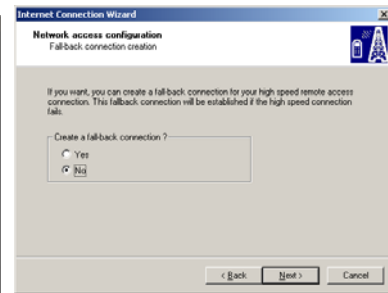 Internet Connection Wizard
Network access configuration
Fall-back connection creation
If you want, you can create a fall-back connection for your high speed remote access
connection. This fallback connection will be established if the high speed connection
fails.
Create a fall-back connection ?
Yes
No
< Back
Next >
Cancel